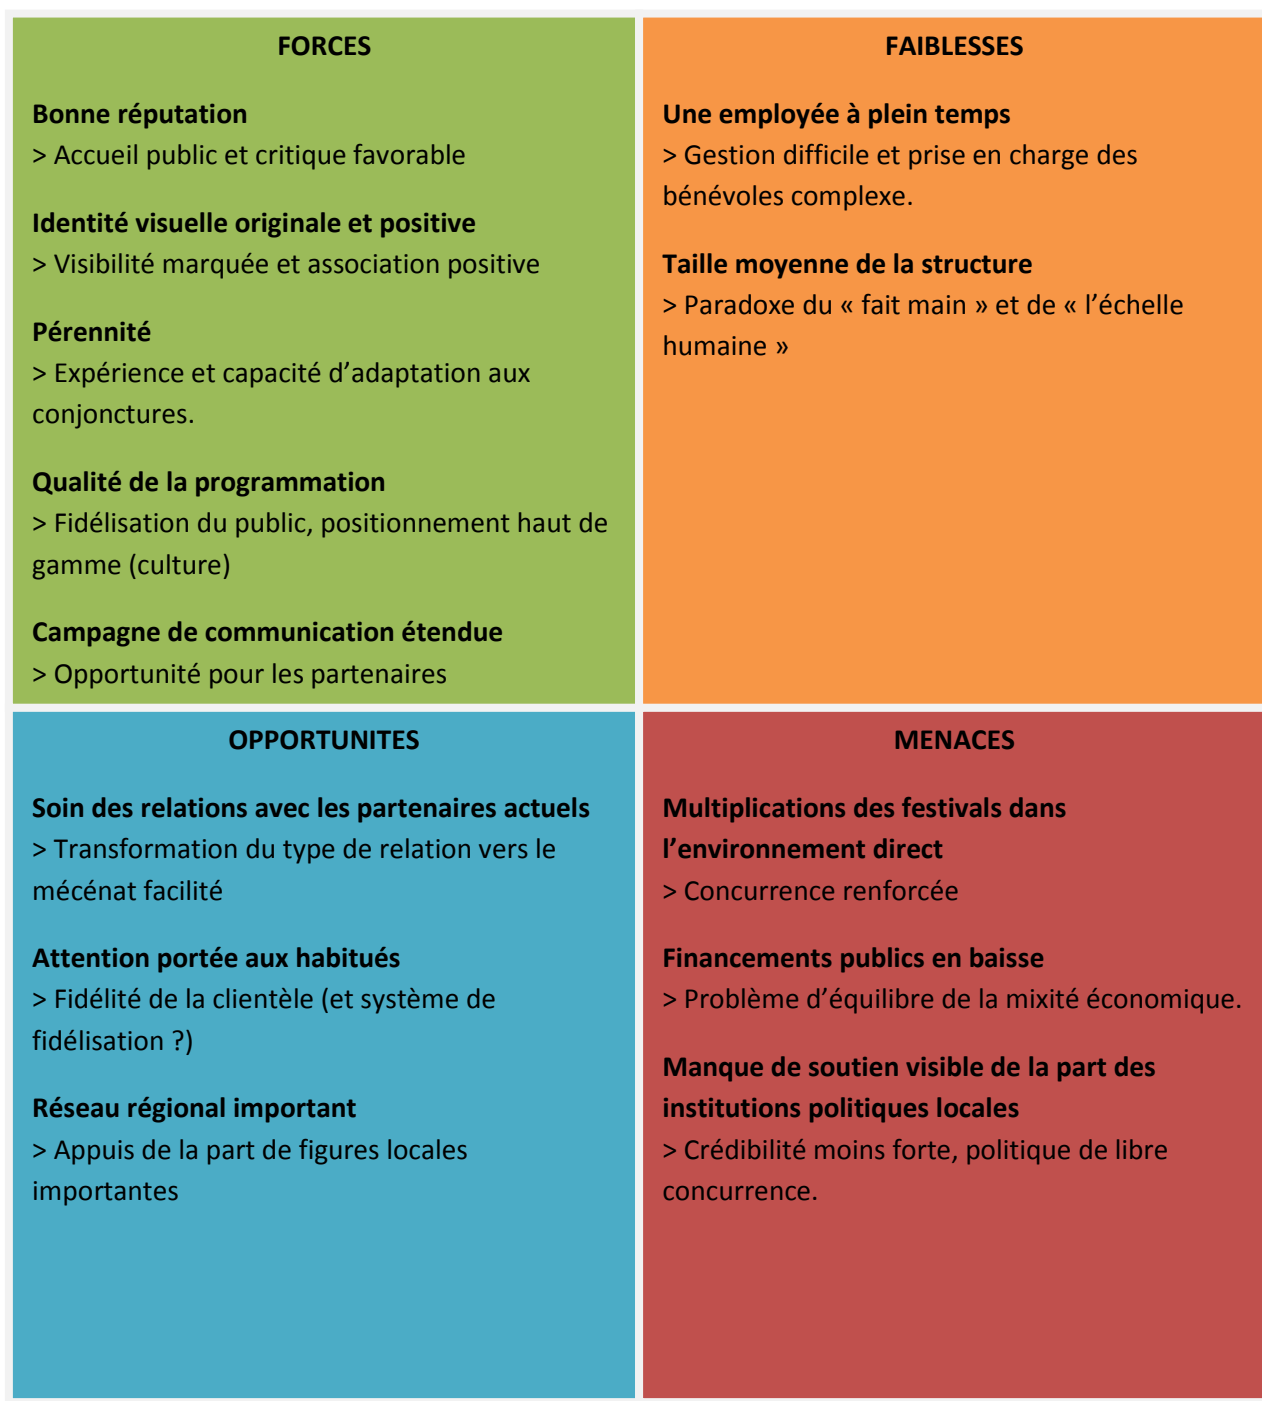 FORCES
Bonne réputation
> Accueil public et critique favorable
Identité visuelle originale et positive
> Visibilité marquée et association positive
Pérennité
> Expérience et capacité d’adaptation aux
conjonctures.
Qualité de la programmation
> Fidélisation du public, positionnement haut de
gamme (culture)
Campagne de communication étendue
> Opportunité pour les partenaires
FAIBLESSES
Une employée à plein temps
> Gestion difficile et prise en charge des
bénévoles complexe.
Taille moyenne de la structure
> Paradoxe du « fait main » et de « l’échelle
humaine »
OPPORTUNITES
Soin des relations avec les partenaires actuels
> Transformation du type de relation vers le
mécénat facilité
Attention portée aux habitués
> Fidélité de la clientèle (et système de
fidélisation ?)
Réseau régional important
> Appuis de la part de figures locales
importantes
MENACES
Multiplications des festivals dans
l’environnement direct
> Concurrence renforcée
Financements publics en baisse
> Problème d’équilibre de la mixité économique.
Manque de soutien visible de la part des
institutions politiques locales
> Crédibilité moins forte, politique de libre
concurrence.